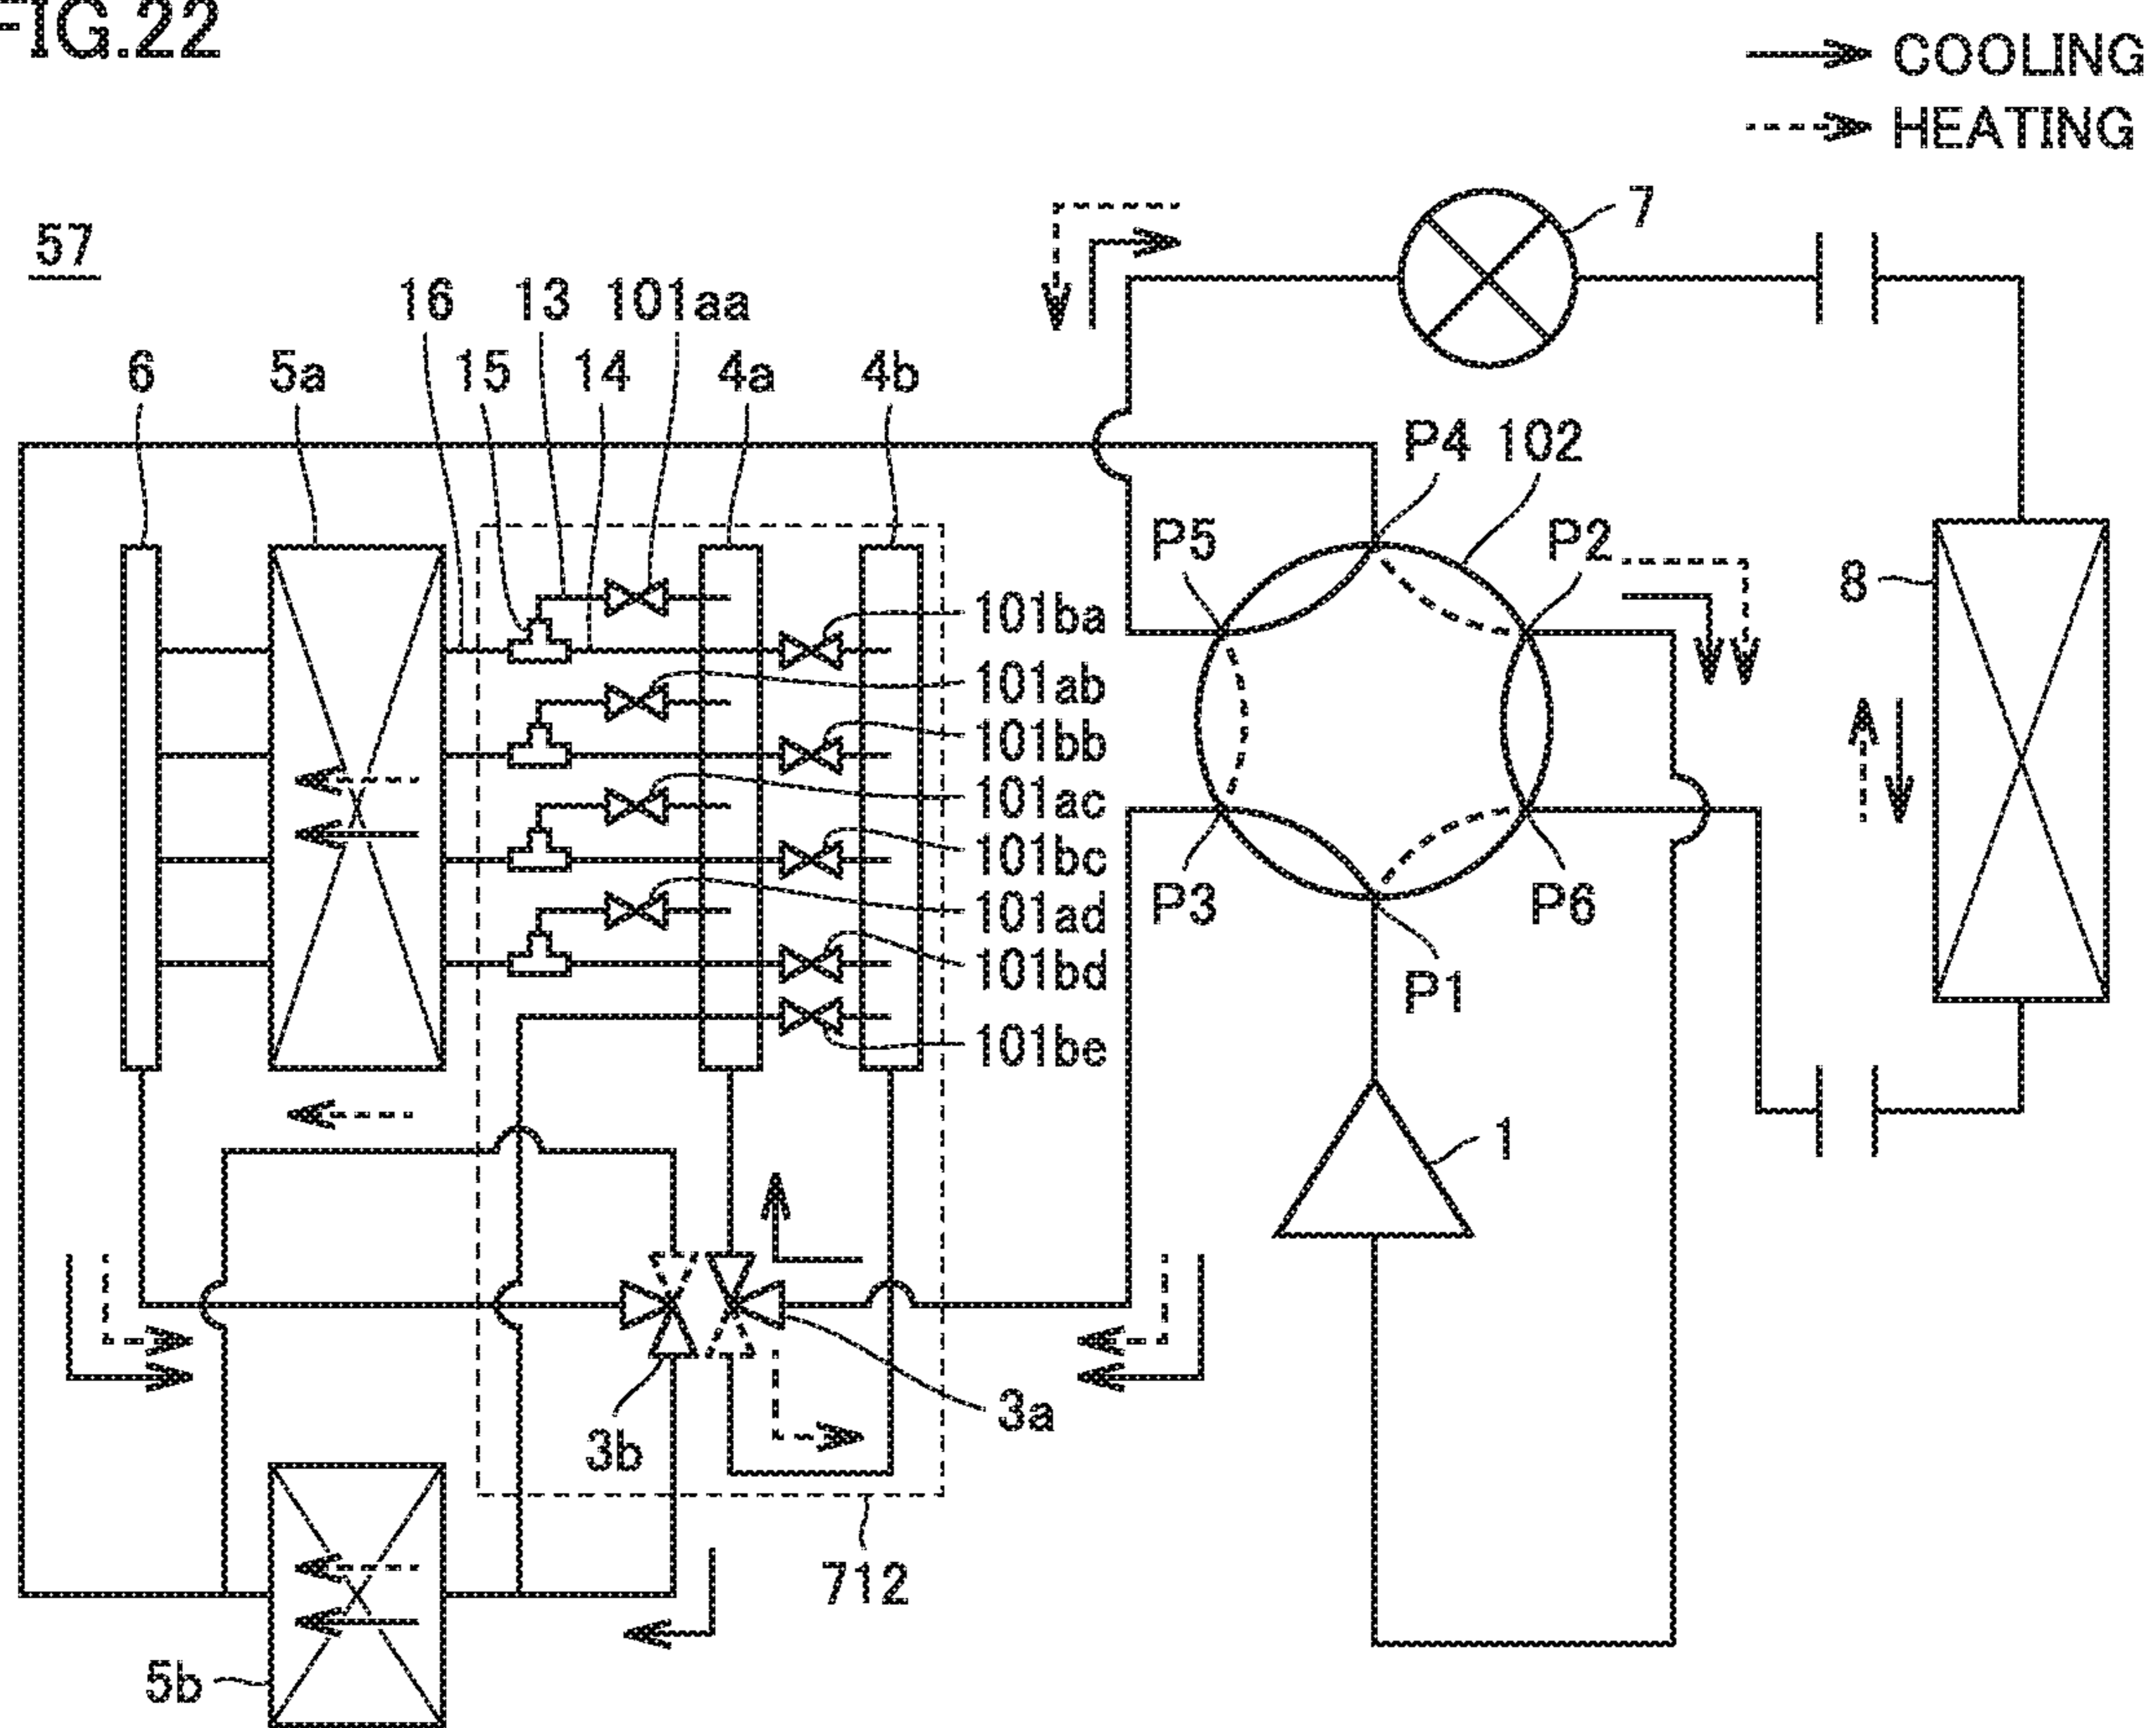 FIG.22
COOLING
HEATING
57
7
16 13 101aa
6 5a 15 14 4a 4b
P4 102
P5 P2
8
101ba
101ab
101bb
101ac
101bc
101ad
101bd
101be
P3 P6
P1
1
3a
3b
712
5b